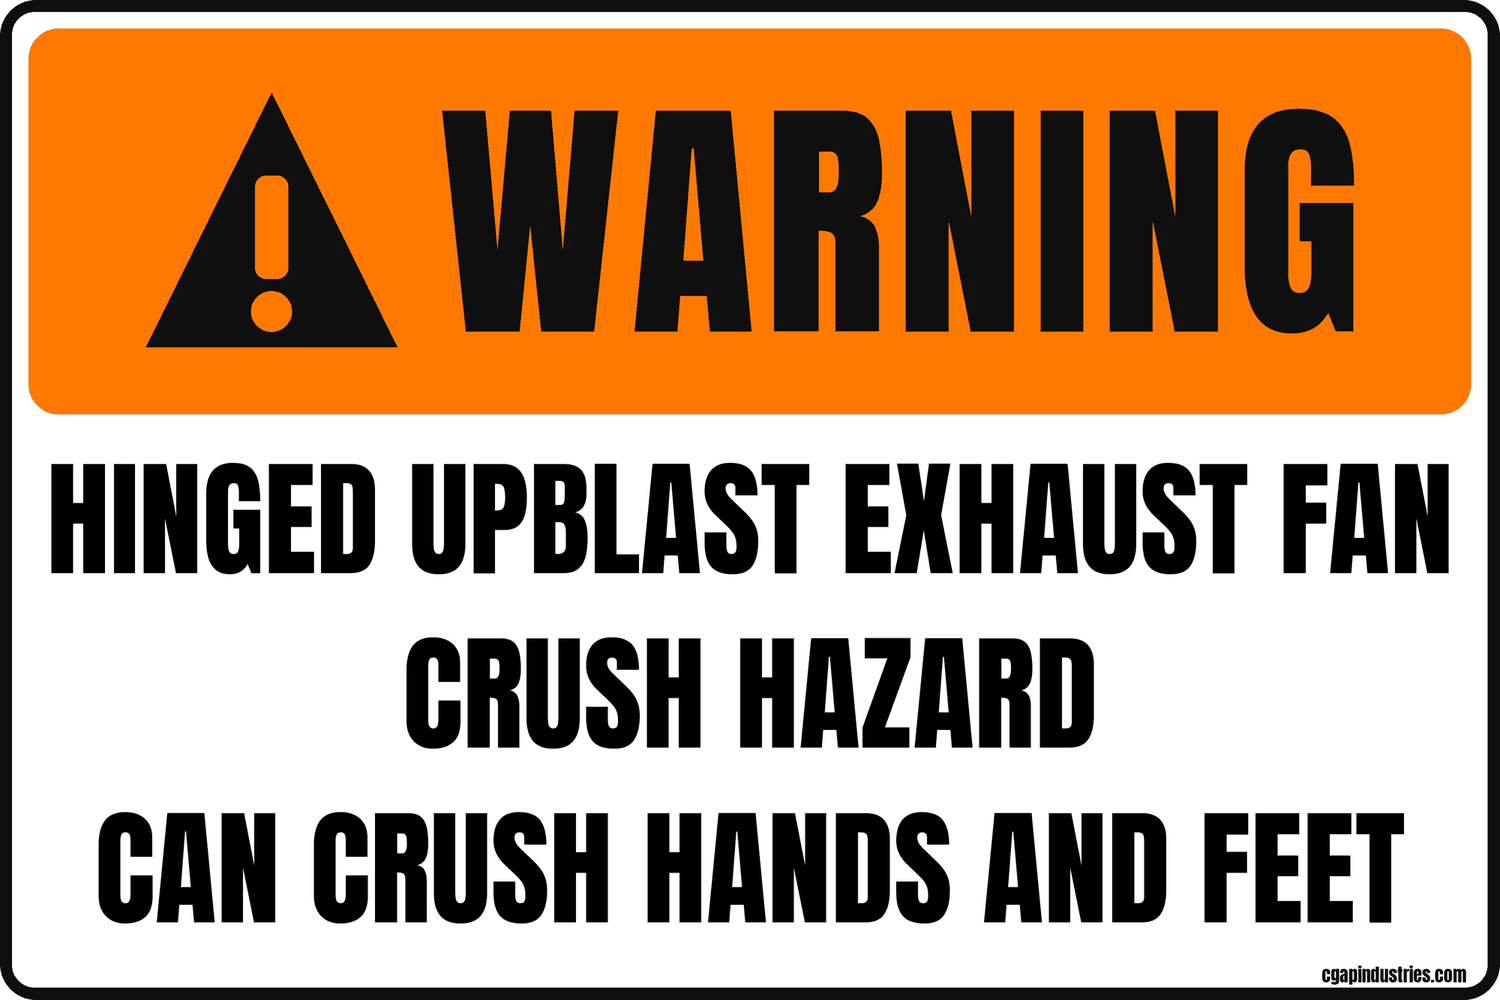 WARNING
HINGED UPBLAST EXHAUST FAN
CRUSH HAZARD
CAN CRUSH HANDS AND FEET
cgapindustries.com